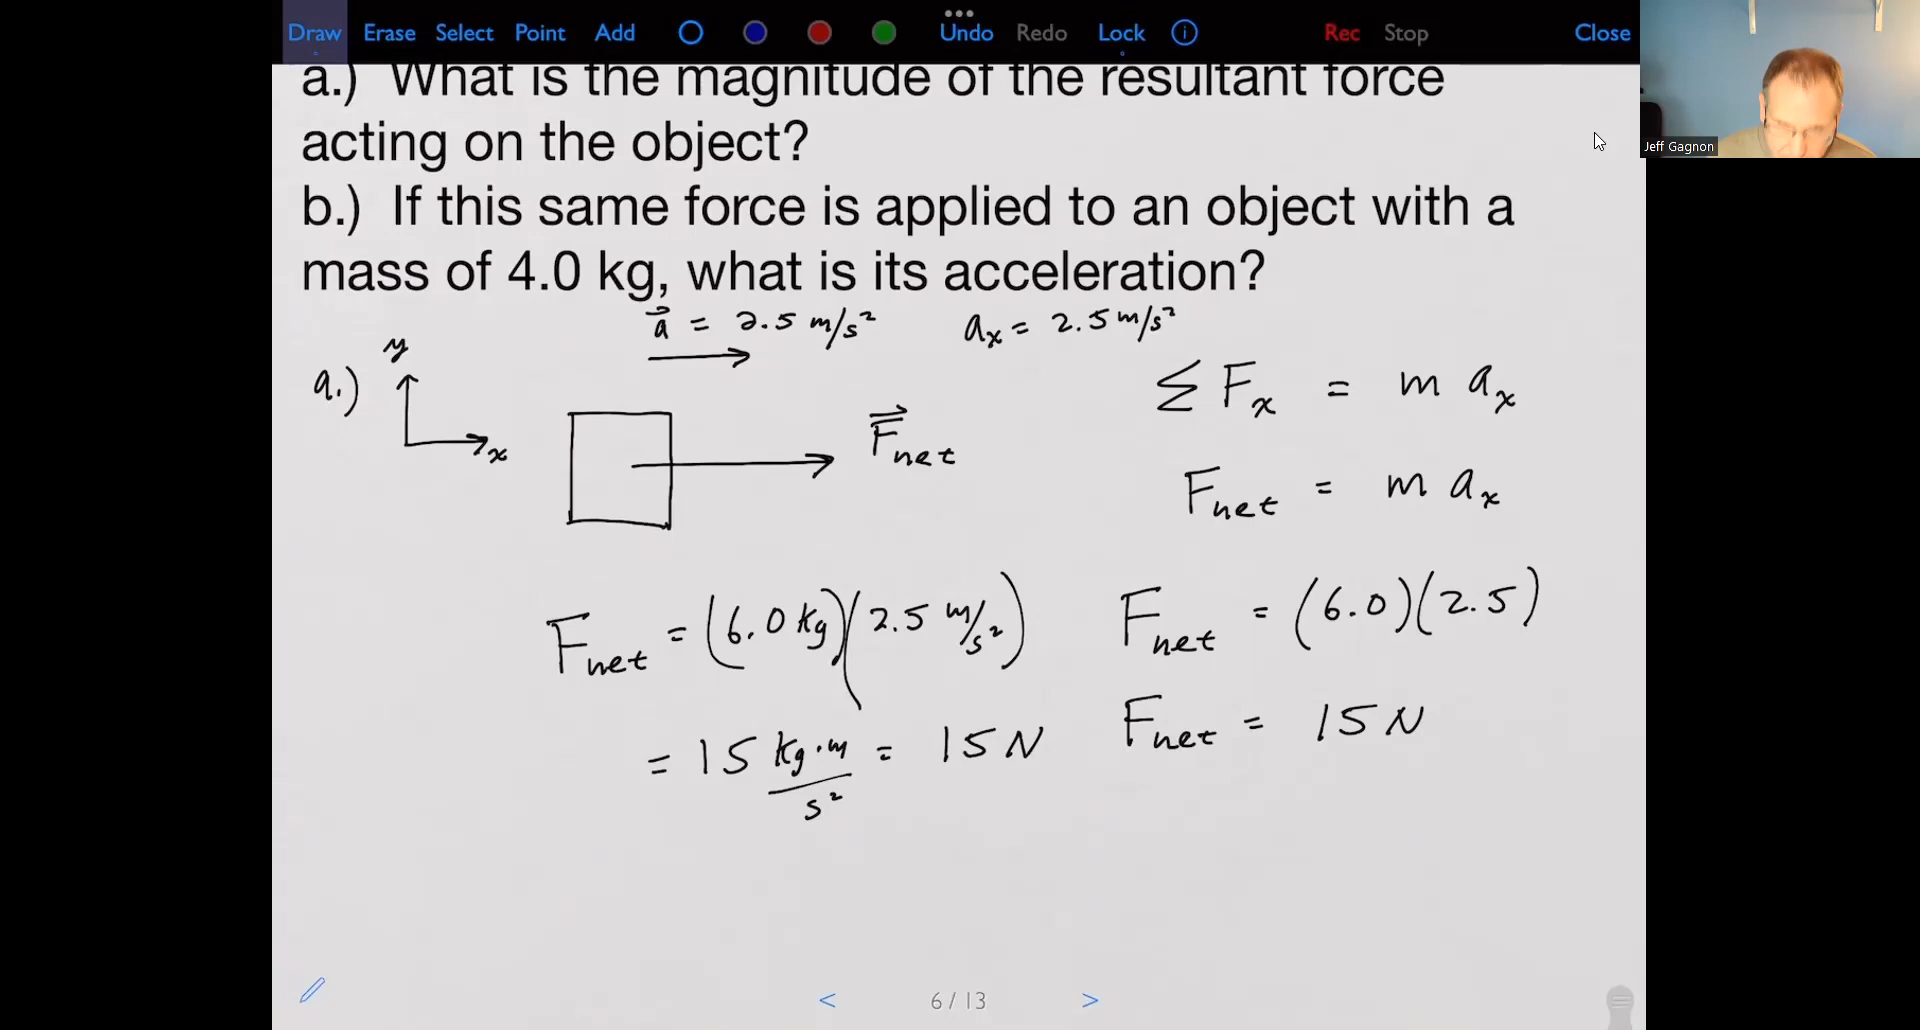 Draw Erase Select Point Add Undo Redo Lock Rec Stop Close
Jeff Gagnon
a.) What is the magnitude of the resultant force
acting on the object?
b.) If this same force is applied to an object with a
mass of 4.0 kg, what is its acceleration?
a⃗ = 2.5 m/s² aₓ = 2.5 m/s²
a.) y
x
F⃗net
Σ Fₓ = m aₓ
Fnet = m aₓ
Fnet = (6.0 kg)(2.5 m/s²)
= 15 kg·m/s² = 15 N
Fnet = (6.0)(2.5)
Fnet = 15 N
< 6 / 13 >